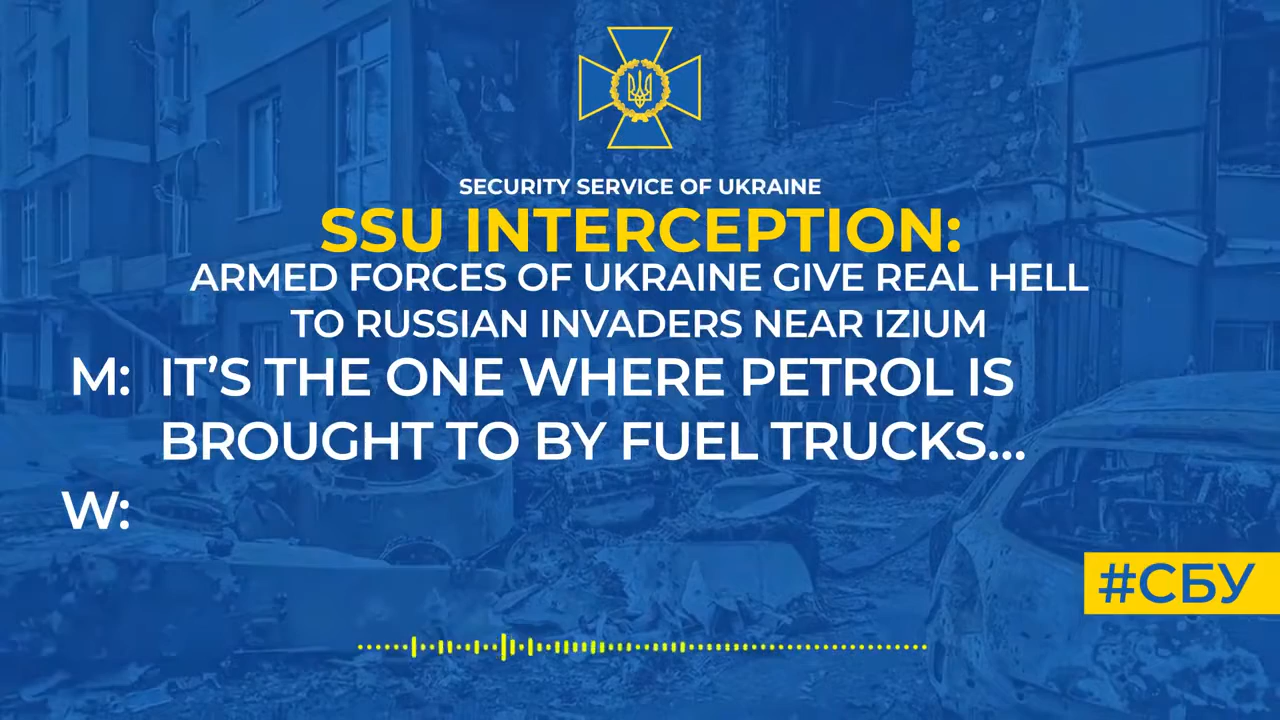 SECURITY SERVICE OF UKRAINE
SSU INTERCEPTION:
ARMED FORCES OF UKRAINE GIVE REAL HELL
TO RUSSIAN INVADERS NEAR IZIUM
M: IT’S THE ONE WHERE PETROL IS
BROUGHT TO BY FUEL TRUCKS...
W:
#СБУ